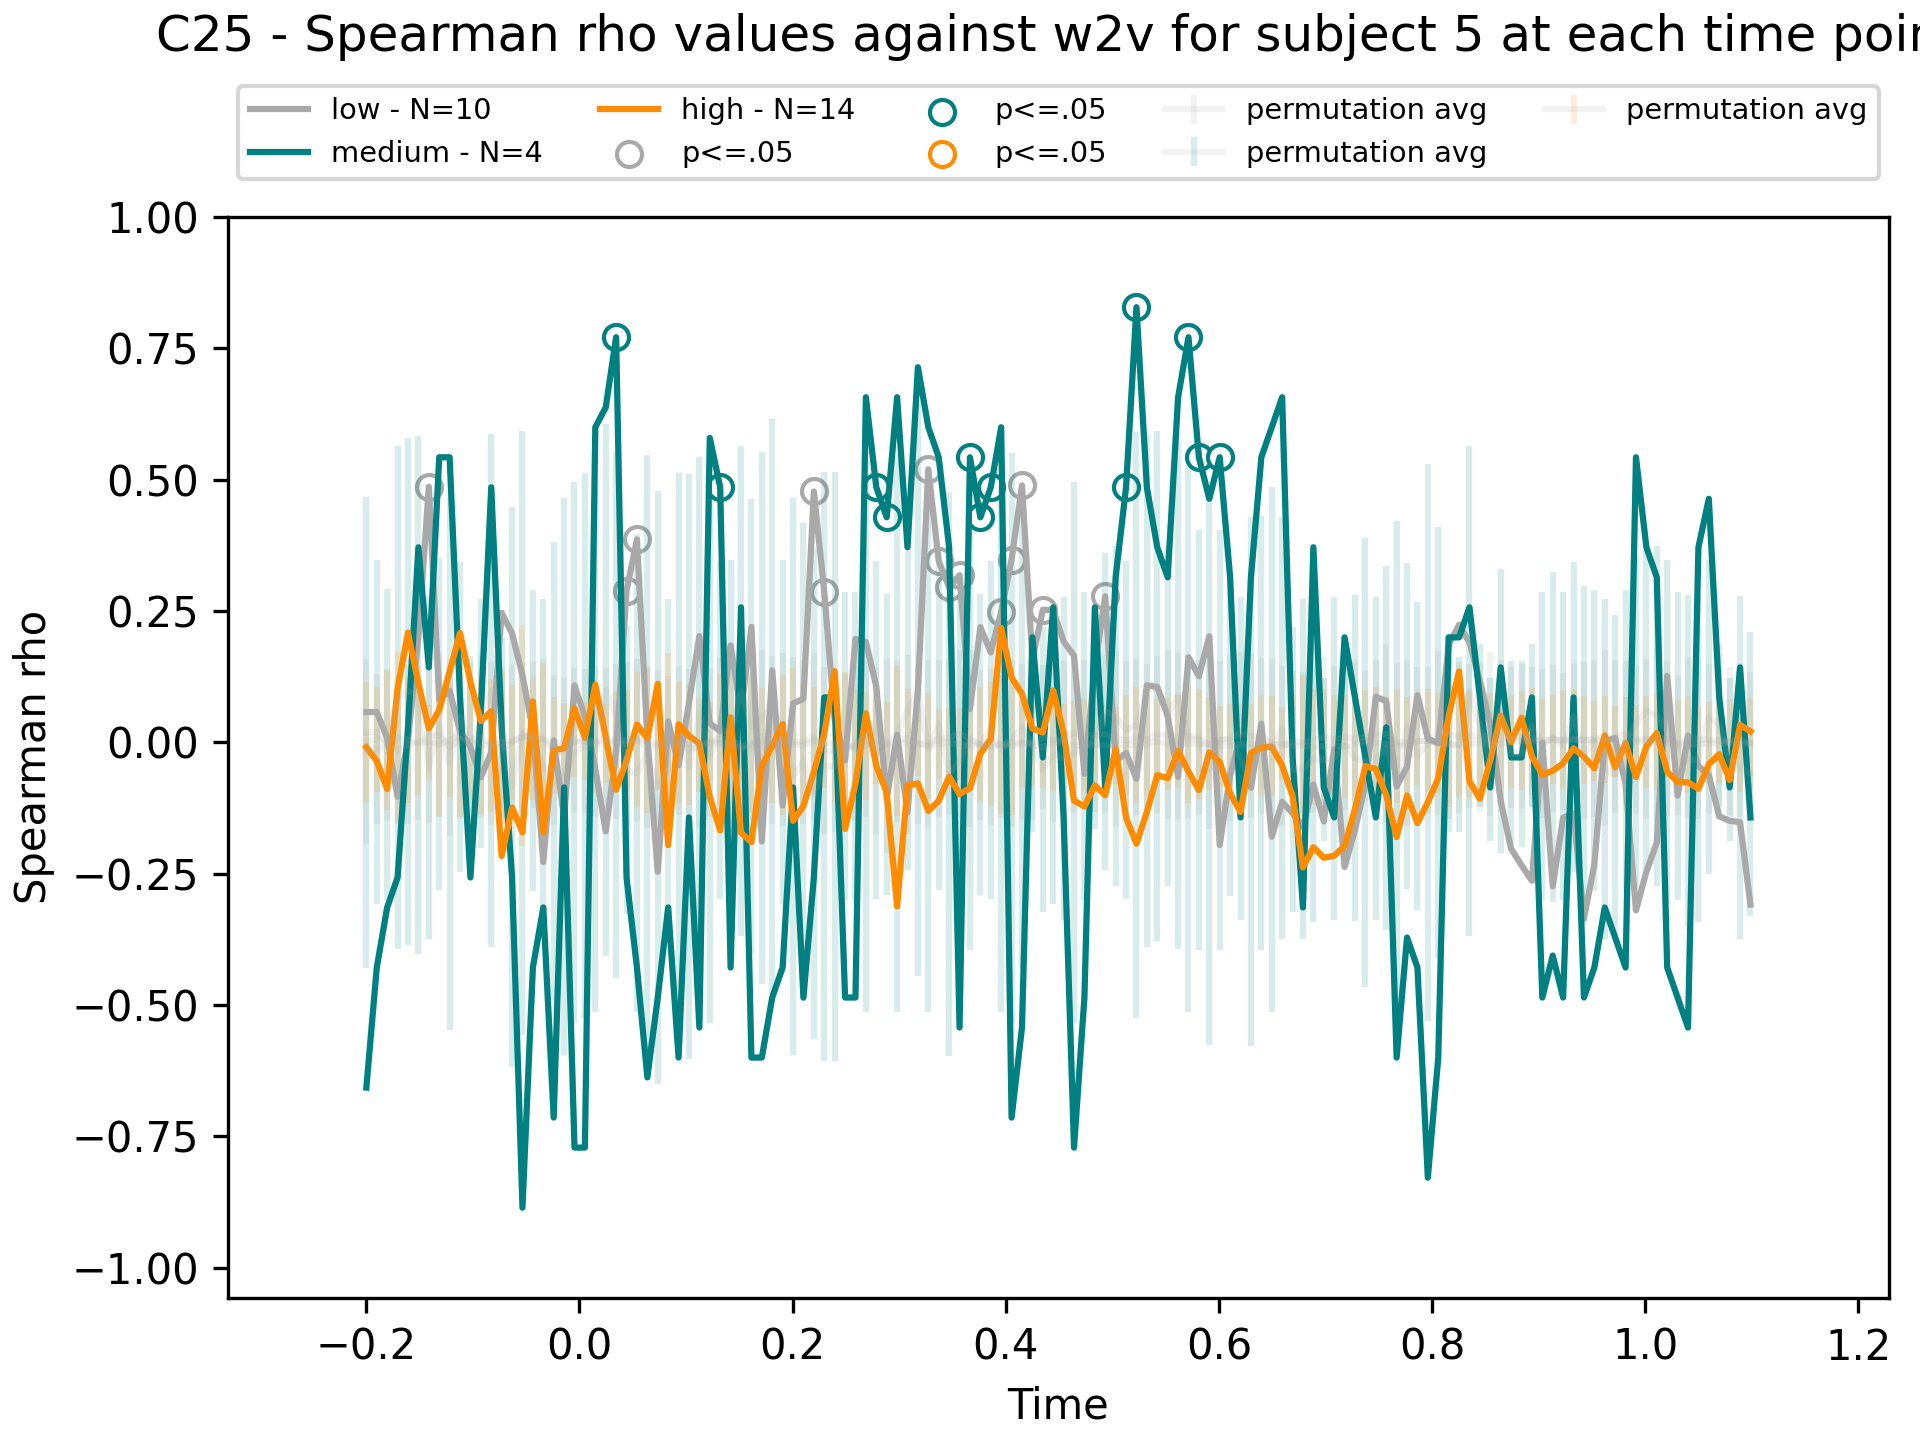 C25 - Spearman rho values against w2v for subject 5 at each time poin
low - N=10
medium - N=4
high - N=14
p<=.05
p<=.05
p<=.05
permutation avg
permutation avg
permutation avg
1.00
0.75
0.50
0.25
0.00
−0.25
−0.50
−0.75
−1.00
Spearman rho
−0.2 0.0 0.2 0.4 0.6 0.8 1.0 1.2
Time